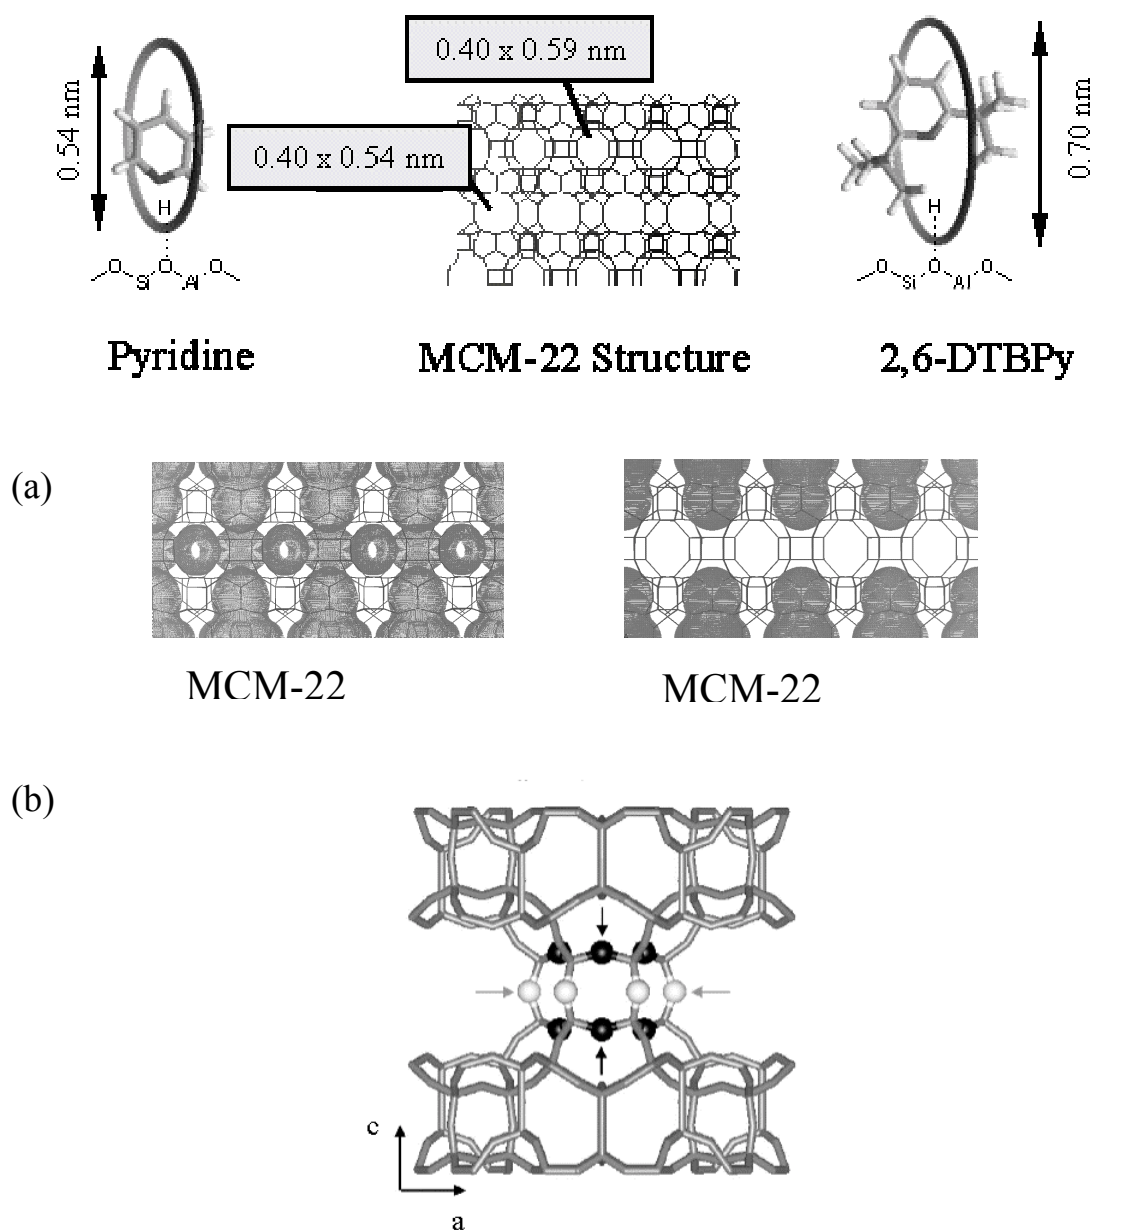 0.40 x 0.59 nm
0.54 nm
0.40 x 0.54 nm
0.70 nm
H
H
O Si O Al O
O Si O Al O
Pyridine
MCM-22 Structure
2,6-DTBPy
(a)
MCM-22
MCM-22
(b)
c
a